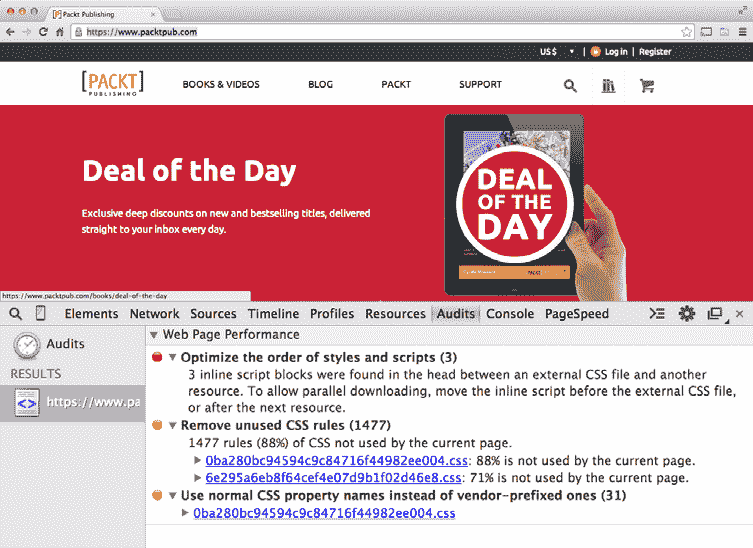 Packt Publishing
https://www.packtpub.com
US $ | Log in | Register
[PACKT]
PUBLISHING
BOOKS & VIDEOS BLOG PACKT SUPPORT
Deal of the Day
Exclusive deep discounts on new and bestselling titles, delivered
straight to your inbox every day.
DEAL
OF THE
DAY
PACKT
https://www.packtpub.com/books/deal-of-the-day
Elements Network Sources Timeline Profiles Resources Audits Console PageSpeed
Audits
RESULTS
https://www.pa
Web Page Performance
Optimize the order of styles and scripts (3)
3 inline script blocks were found in the head between an external CSS file and another
resource. To allow parallel downloading, move the inline script before the external CSS file,
or after the next resource.
Remove unused CSS rules (1477)
1477 rules (88%) of CSS not used by the current page.
0ba280bc94594c9c84716f44982ee004.css: 88% is not used by the current page.
6e295a6eb8f64cef4e07d9b1f02d46e8.css: 71% is not used by the current page.
Use normal CSS property names instead of vendor-prefixed ones (31)
0ba280bc94594c9c84716f44982ee004.css